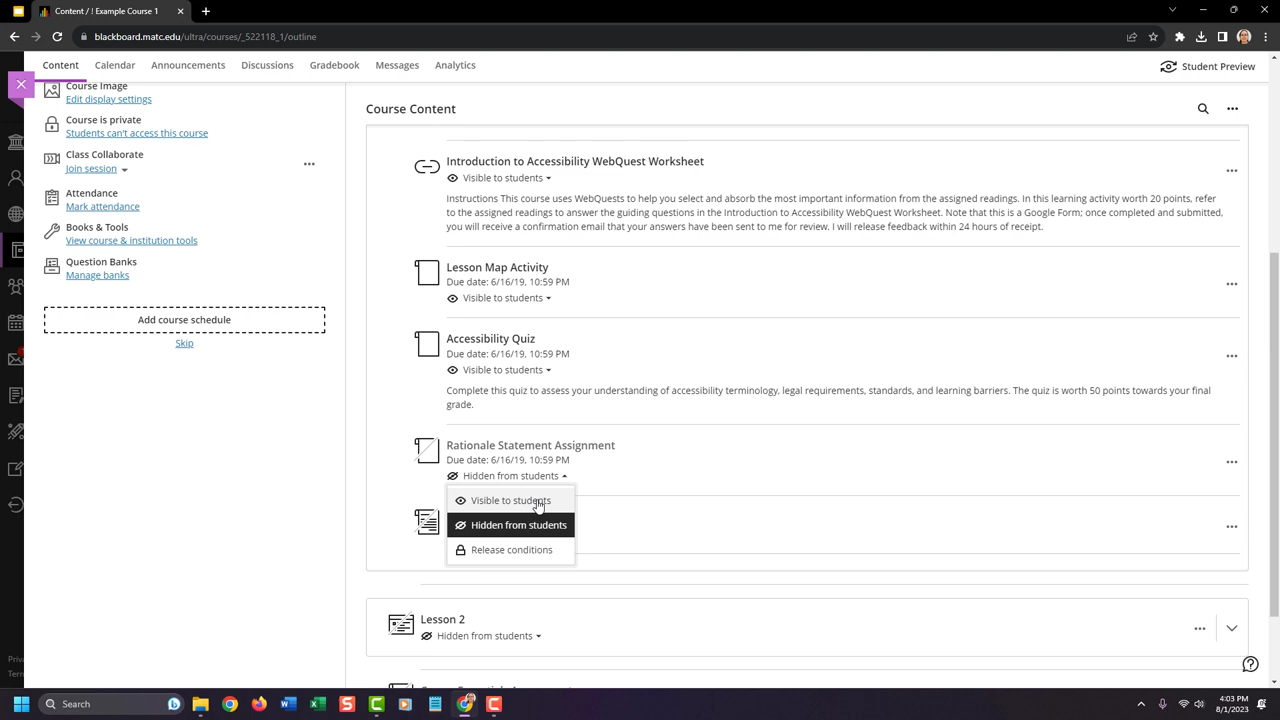 Content / | Example Course 1
blackboard.matc.edu/ultra/courses/_522118_1/outline
Content
Calendar
Announcements
Discussions
Gradebook
Messages
Analytics
Student Preview
Course Image
Edit display settings
Course is private
Students can't access this course
Class Collaborate
Join session
Attendance
Mark attendance
Books & Tools
View course & institution tools
Question Banks
Manage banks
Add course schedule
Skip
Course Content
Introduction to Accessibility WebQuest Worksheet
Visible to students
Instructions This course uses WebQuests to help you select and absorb the most important information from the assigned readings. In this learning activity worth 20 points, refer
to the assigned readings to answer the guiding questions in the Introduction to Accessibility WebQuest Worksheet. Note that this is a Google Form; once completed and submitted,
you will receive a confirmation email that your answers have been sent to me for review. I will release feedback within 24 hours of receipt.
Lesson Map Activity
Due date: 6/16/19, 10:59 PM
Visible to students
Accessibility Quiz
Due date: 6/16/19, 10:59 PM
Visible to students
Complete this quiz to assess your understanding of accessibility terminology, legal requirements, standards, and learning barriers. The quiz is worth 50 points towards your final
grade.
Rationale Statement Assignment
Due date: 6/16/19, 10:59 PM
Hidden from students
Visible to students
Hidden from students
Release conditions
Lesson 2
Hidden from students
Priva
Term
Search
4:03 PM
8/1/2023